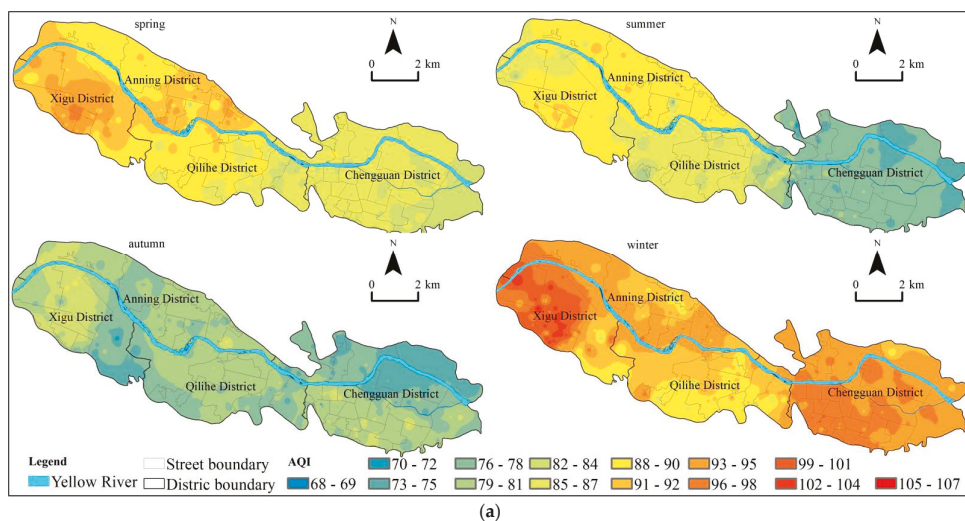 spring
N
0 2 km
Anning District
Xigu District
Qilihe District
Chengguan District
summer
N
0 2 km
Anning District
Xigu District
Qilihe District
Chengguan District
autumn
N
0 2 km
Anning District
Xigu District
Qilihe District
Chengguan District
winter
N
0 2 km
Anning District
Xigu District
Qilihe District
Chengguan District
Legend
Street boundary
Yellow River
Distric boundary
AQI
70 - 72 76 - 78 82 - 84 88 - 90 93 - 95 99 - 101
68 - 69 73 - 75 79 - 81 85 - 87 91 - 92 96 - 98 102 - 104 105 - 107
(a)